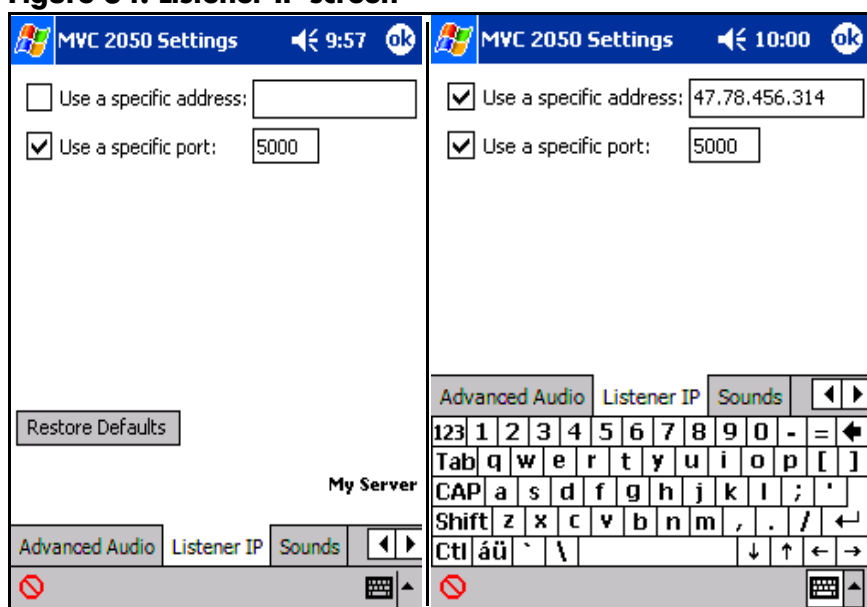 Figure 84: Listener IP screen
MVC 2050 Settings 9:57 ok
Use a specific address:
Use a specific port: 5000
Restore Defaults
My Server
Advanced Audio Listener IP Sounds
MVC 2050 Settings 10:00 ok
Use a specific address: 47.78.456.314
Use a specific port: 5000
Advanced Audio Listener IP Sounds
123 1 2 3 4 5 6 7 8 9 0 - =
Tab q w e r t y u i o p [ ]
CAP a s d f g h j k l ; '
Shift z x c v b n m , . /
Ctl áü ` \